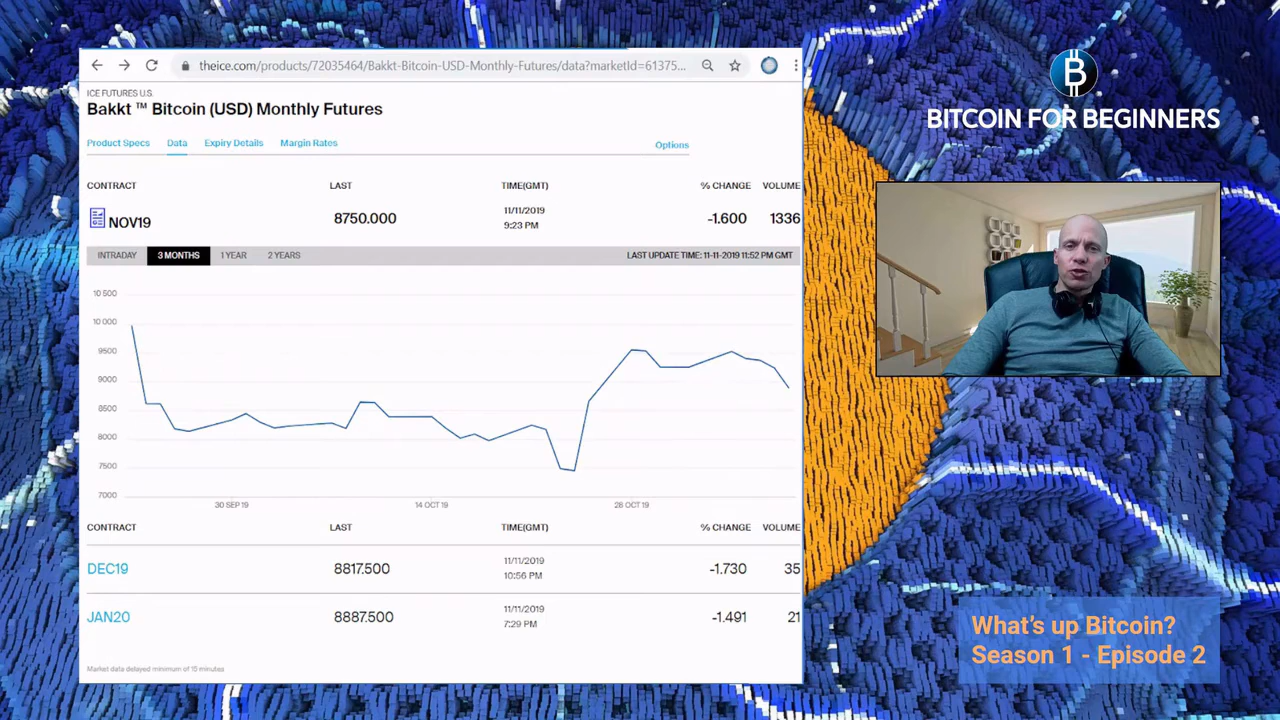 theice.com/products/72035464/Bakkt-Bitcoin-USD-Monthly-Futures/data?marketId=61375...
ICE FUTURES U.S.
Bakkt ™ Bitcoin (USD) Monthly Futures
Product Specs Data Expiry Details Margin Rates Options
CONTRACT LAST TIME(GMT) % CHANGE VOLUME
NOV19 8750.000 11/11/2019 9:23 PM -1.600 1336
INTRADAY 3 MONTHS 1 YEAR 2 YEARS LAST UPDATE TIME: 11-11-2019 11:52 PM GMT
10 500
10 000
9500
9000
8500
8000
7500
7000
30 SEP 19 14 OCT 19 28 OCT 19
CONTRACT LAST TIME(GMT) % CHANGE VOLUME
DEC19 8817.500 11/11/2019 10:56 PM -1.730 35
JAN20 8887.500 11/11/2019 7:29 PM -1.491 21
Market data delayed minimum of 10 minutes
BITCOIN FOR BEGINNERS
What's up Bitcoin?
Season 1 - Episode 2